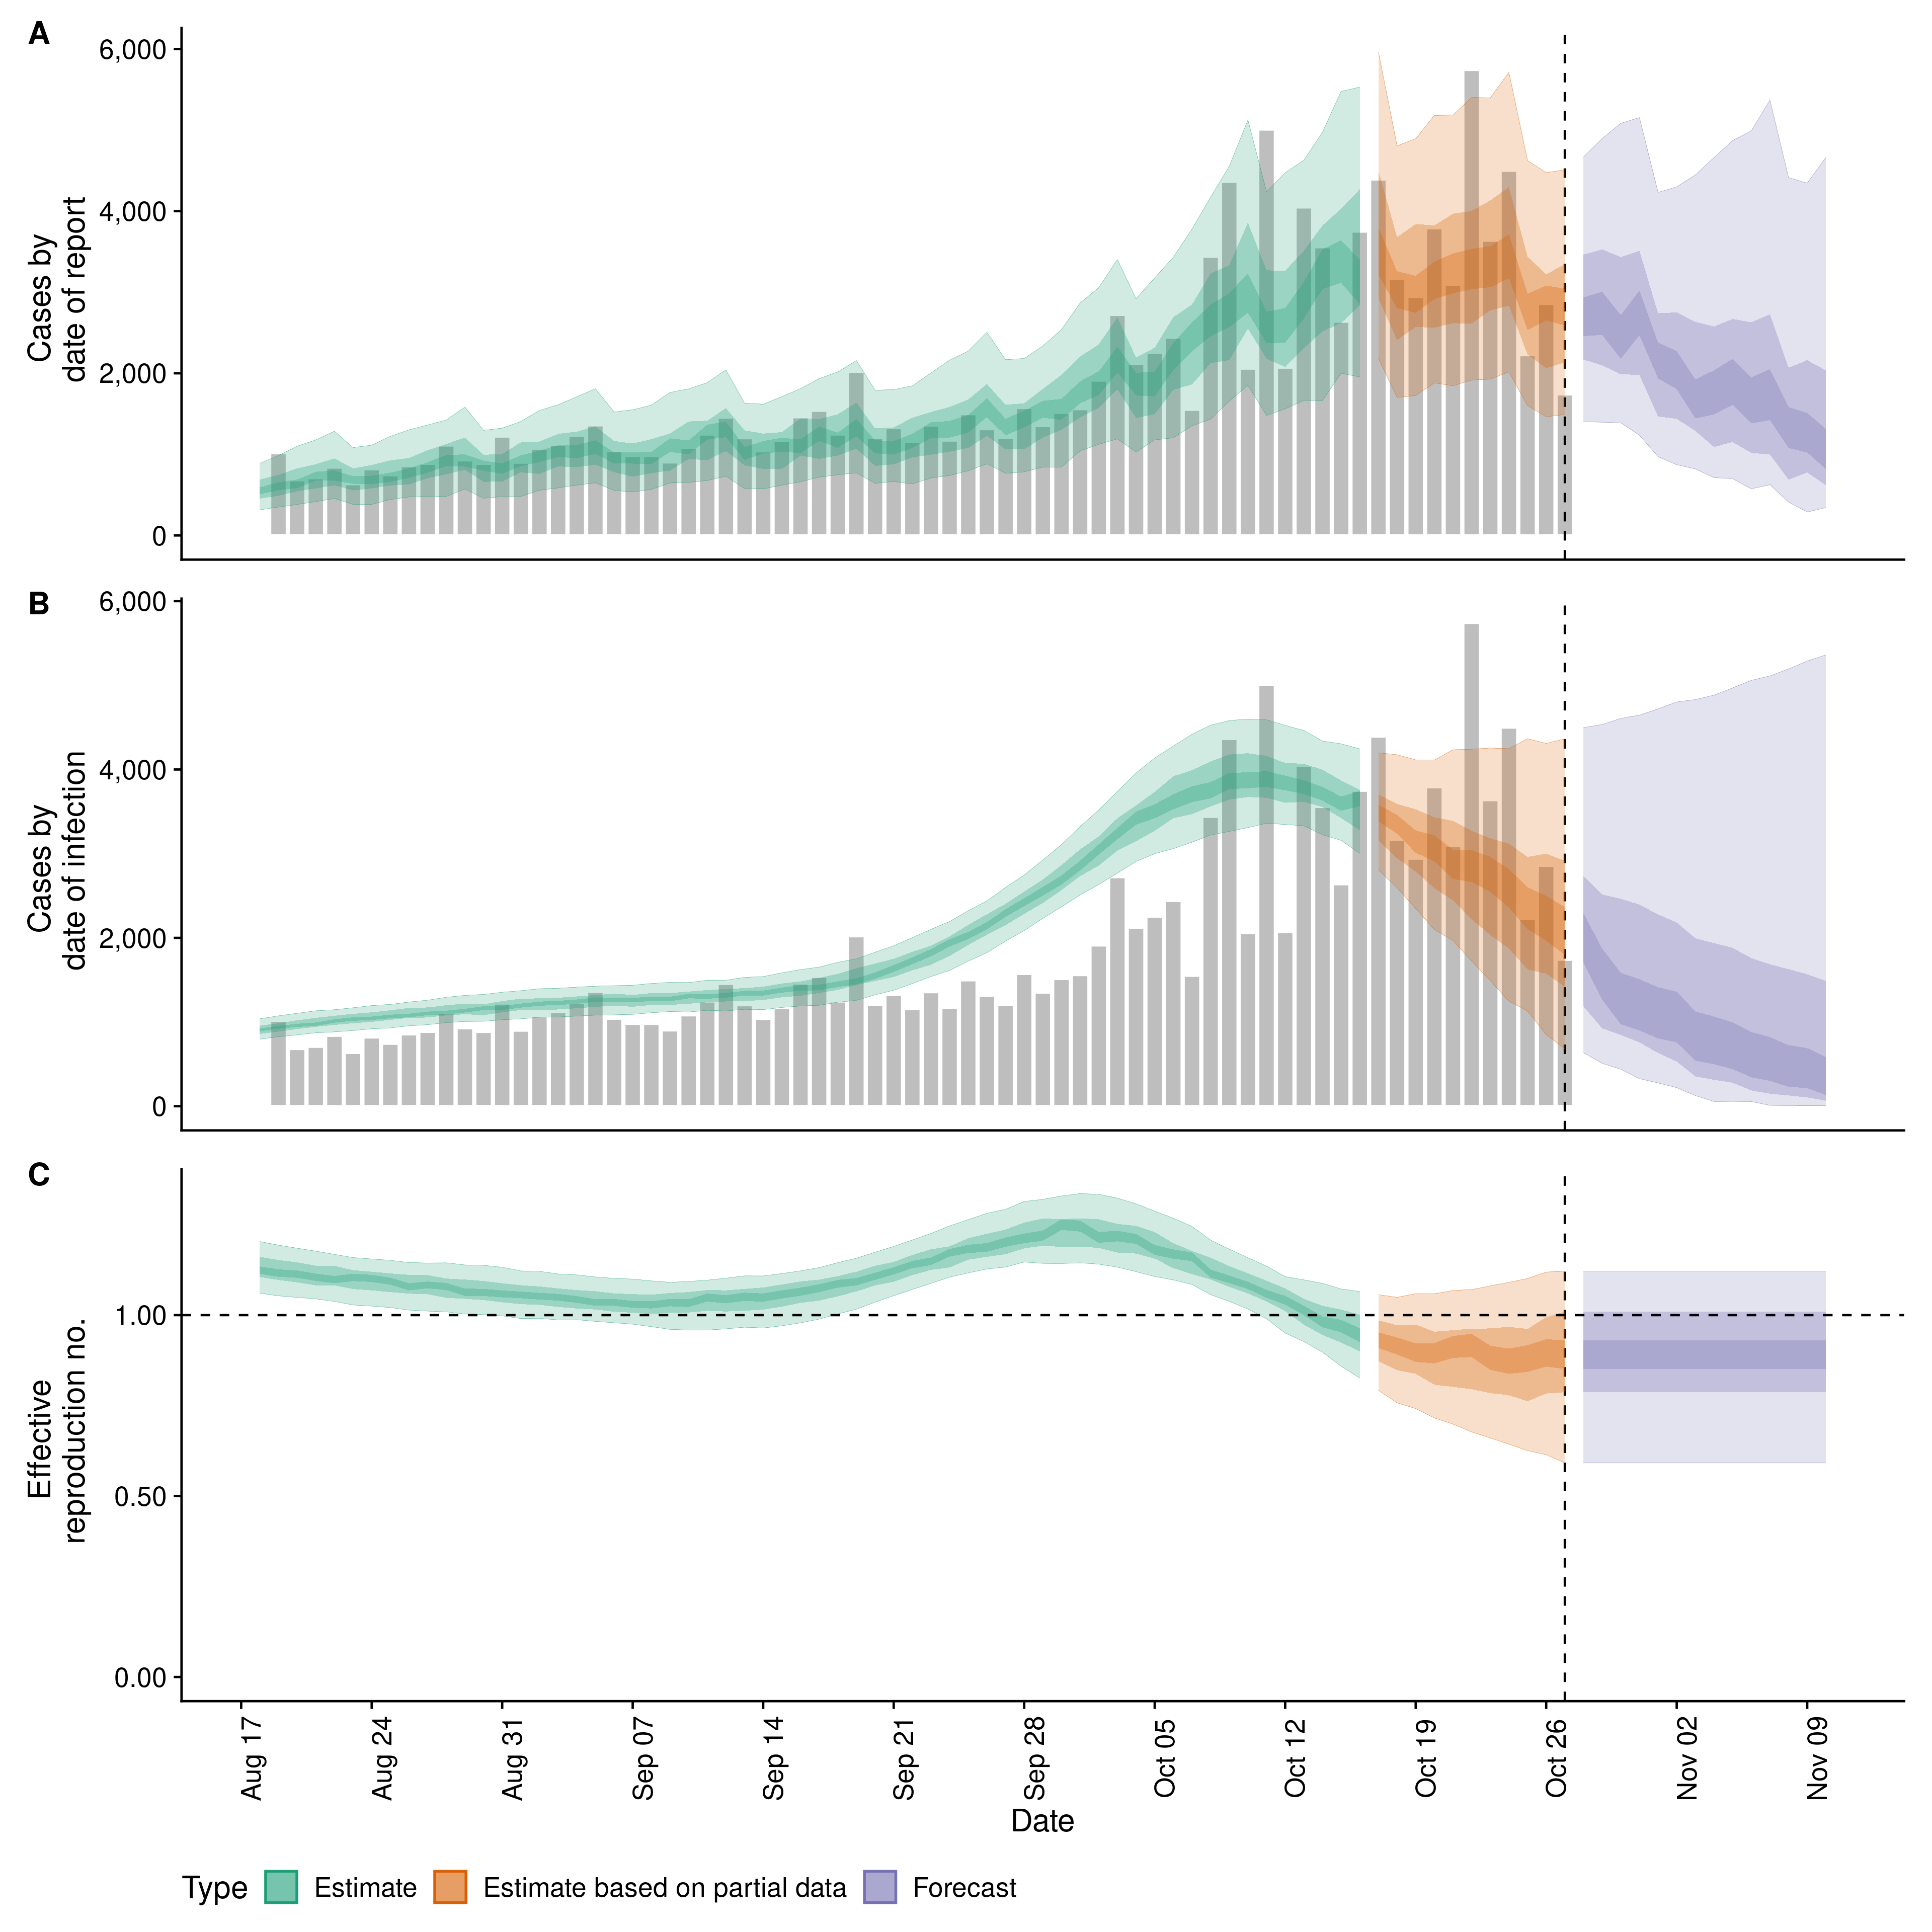 A
6,000
4,000
2,000
0
Cases by
date of report
B
6,000
4,000
2,000
0
Cases by
date of infection
C
1.00
0.50
0.00
Effective
reproduction no.
Aug 17
Aug 24
Aug 31
Sep 07
Sep 14
Sep 21
Sep 28
Oct 05
Oct 12
Oct 19
Oct 26
Nov 02
Nov 09
Date
Type Estimate Estimate based on partial data Forecast